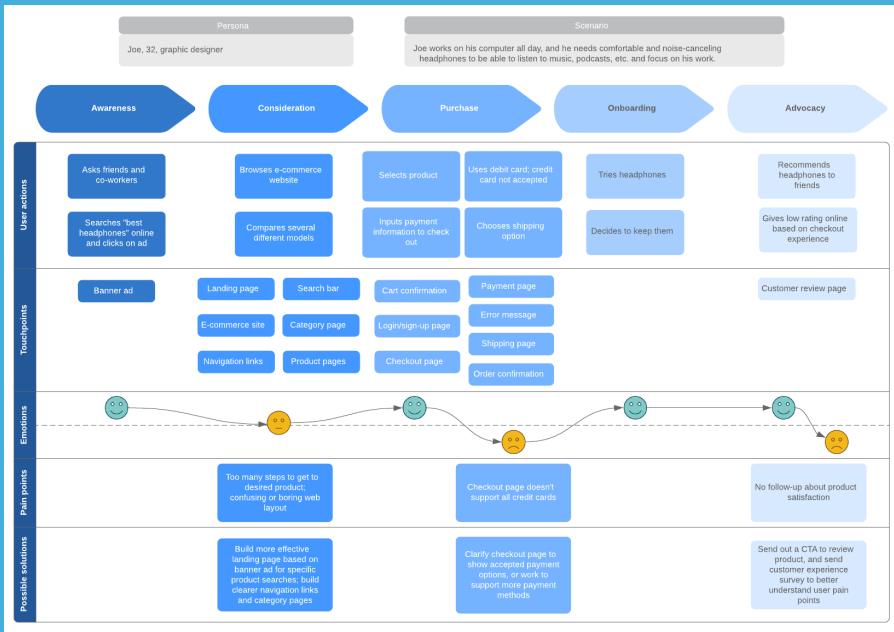 Persona
Scenario
Joe, 32, graphic designer
Joe works on his computer all day, and he needs comfortable and noise-canceling
headphones to be able to listen to music, podcasts, etc. and focus on his work.
Awareness
Consideration
Purchase
Onboarding
Advocacy
User actions
Asks friends and
co-workers
Searches "best
headphones" online
and clicks on ad
Browses e-commerce
website
Compares several
different models
Selects product
Uses debit card; credit
card not accepted
Inputs payment
information to check
out
Chooses shipping
option
Tries headphones
Decides to keep them
Recommends
headphones to
friends
Gives low rating online
based on checkout
experience
Touchpoints
Banner ad
Landing page
Search bar
E-commerce site
Category page
Navigation links
Product pages
Cart confirmation
Login/sign-up page
Checkout page
Payment page
Error message
Shipping page
Order confirmation
Customer review page
Emotions
Pain points
Too many steps to get to
desired product;
confusing or boring web
layout
Checkout page doesn't
support all credit cards
No follow-up about product
satisfaction
Possible solutions
Build more effective
landing page based on
banner ad for specific
product searches; build
clearer navigation links
and category pages
Clarify checkout page to
show accepted payment
options, or work to
support more payment
methods
Send out a CTA to review
product, and send
customer experience
survey to better
understand user pain
points